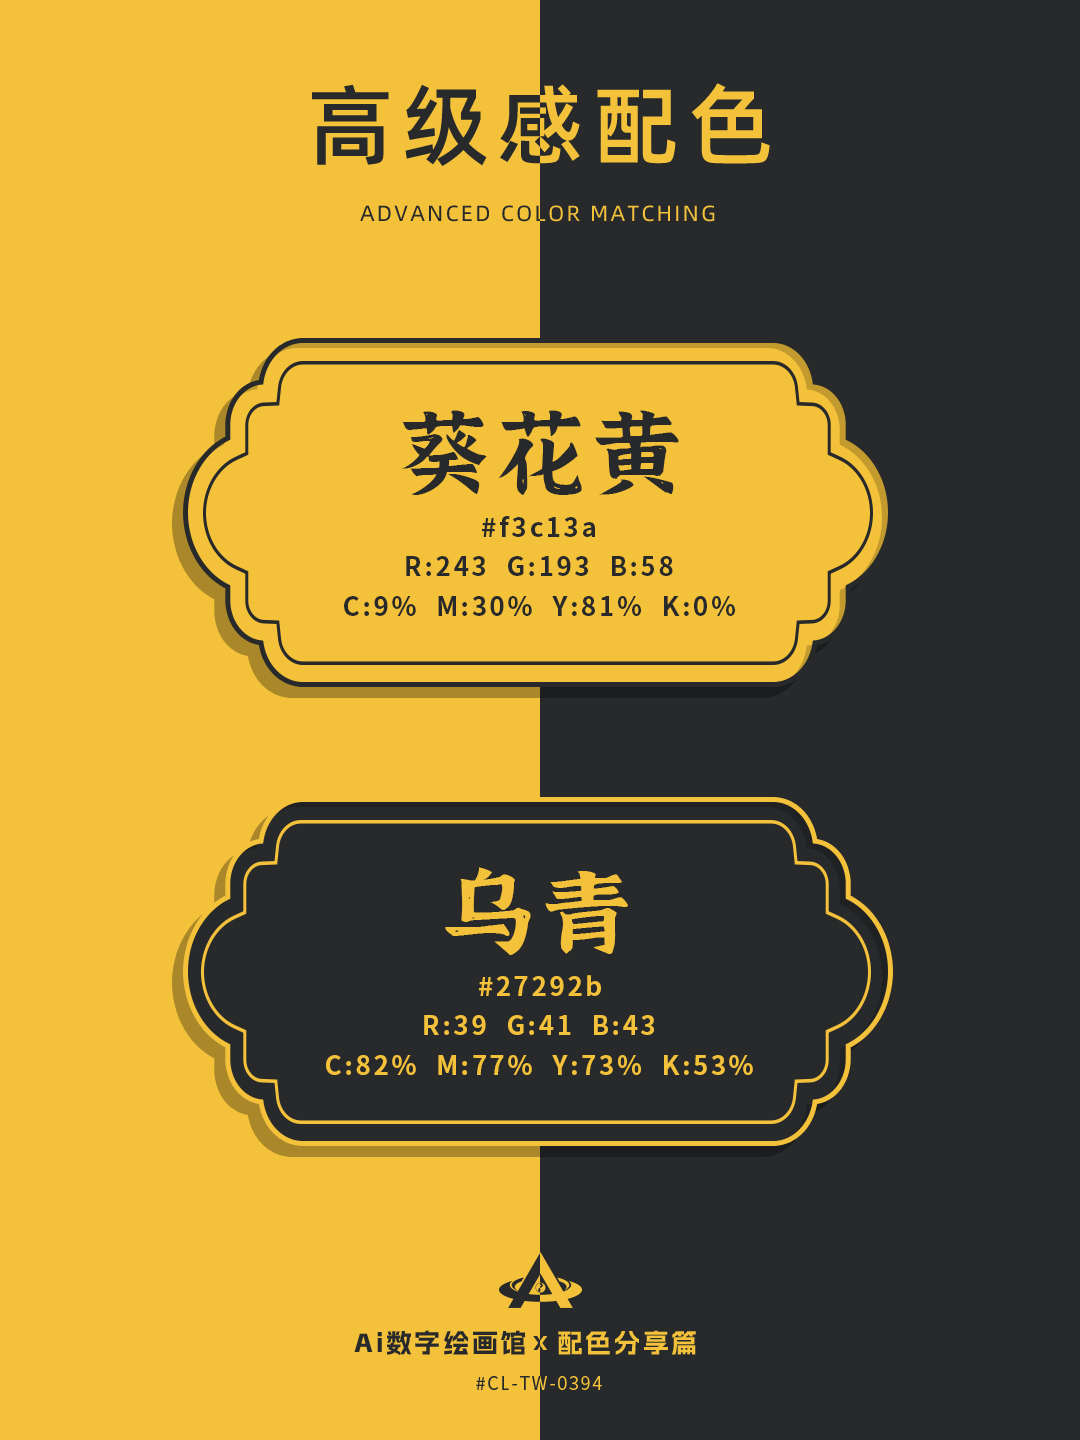 高级感配色
ADVANCED COLOR MATCHING
葵花黄
#f3c13a
R:243 G:193 B:58
C:9% M:30% Y:81% K:0%
乌青
#27292b
R:39 G:41 B:43
C:82% M:77% Y:73% K:53%
Ai数字绘画馆 x 配色分享篇
#CL-TW-0394